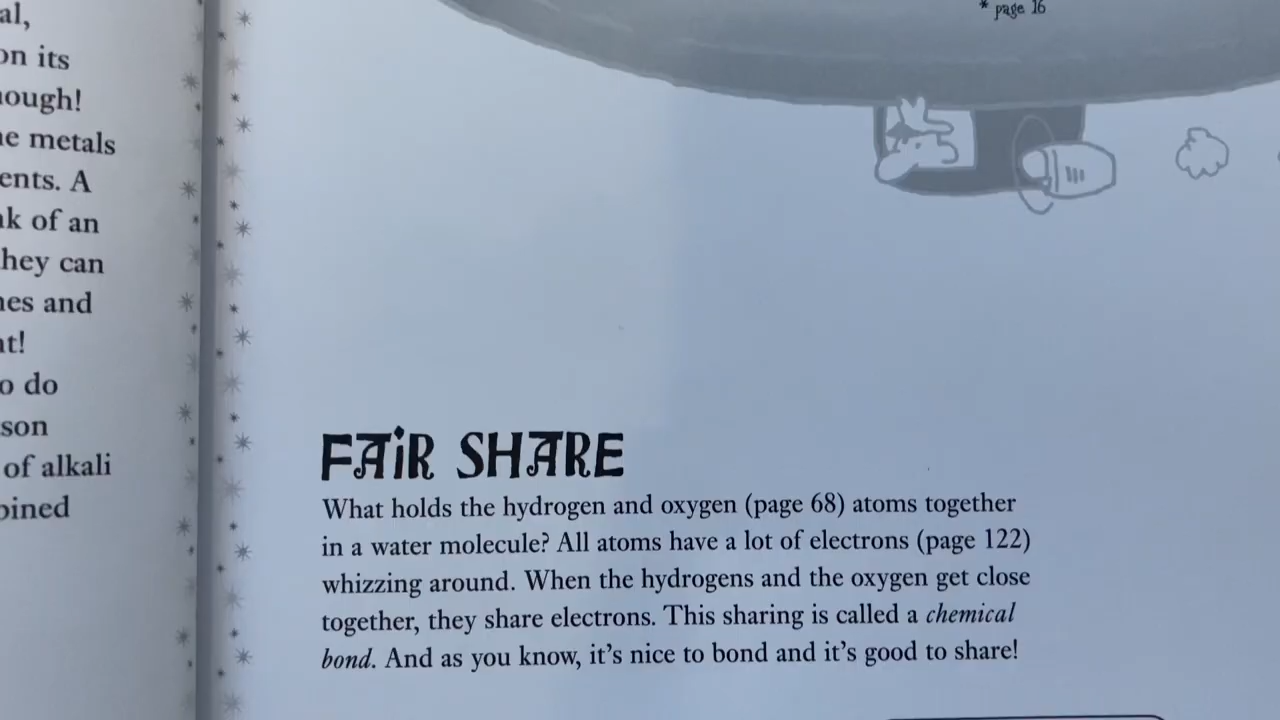 al,
on its
nough!
e metals
ents. A
k of an
hey can
nes and
t!
o do
son
of alkali
bined
* page 16
FAiR SHARE
What holds the hydrogen and oxygen (page 68) atoms together
in a water molecule? All atoms have a lot of electrons (page 122)
whizzing around. When the hydrogens and the oxygen get close
together, they share electrons. This sharing is called a chemical
bond. And as you know, it's nice to bond and it's good to share!